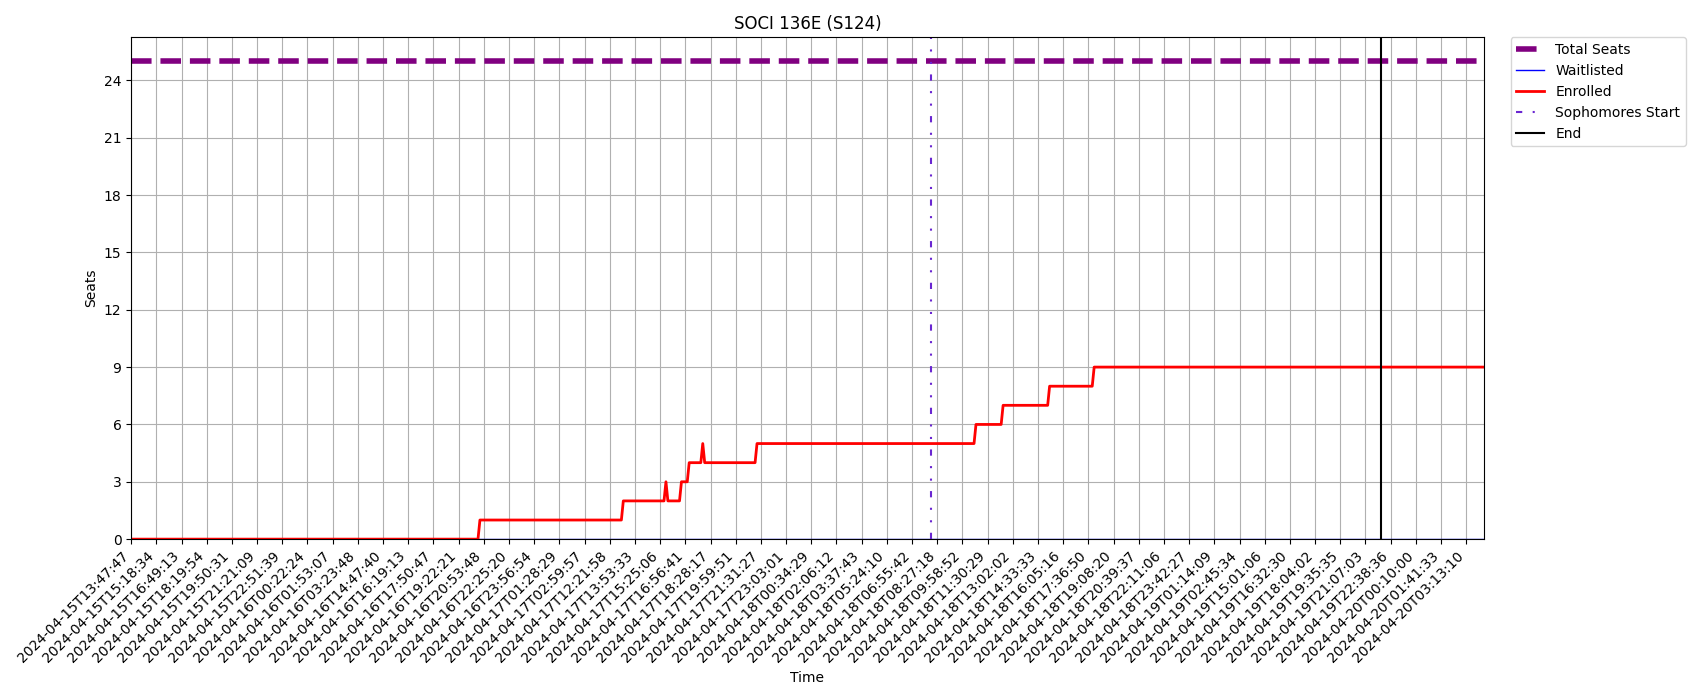 SOCI 136E (S124)
Total Seats
Waitlisted
Enrolled
Sophomores Start
End
Seats
24
21
18
15
12
9
6
3
0
2024-04-15T13:47:47
2024-04-15T15:18:34
2024-04-15T16:49:13
2024-04-15T18:19:54
2024-04-15T19:50:31
2024-04-15T21:21:09
2024-04-15T22:51:39
2024-04-16T00:22:24
2024-04-16T01:53:07
2024-04-16T03:23:48
2024-04-16T14:47:40
2024-04-16T16:19:13
2024-04-16T17:50:47
2024-04-16T19:22:21
2024-04-16T20:53:48
2024-04-16T22:25:20
2024-04-16T23:56:54
2024-04-17T01:28:29
2024-04-17T02:59:57
2024-04-17T12:21:58
2024-04-17T13:53:33
2024-04-17T15:25:06
2024-04-17T16:56:41
2024-04-17T18:28:17
2024-04-17T19:59:51
2024-04-17T21:31:27
2024-04-17T23:03:01
2024-04-18T00:34:29
2024-04-18T02:06:12
2024-04-18T03:37:43
2024-04-18T05:24:10
2024-04-18T06:55:42
2024-04-18T08:27:18
2024-04-18T09:58:52
2024-04-18T11:30:29
2024-04-18T13:02:02
2024-04-18T14:33:33
2024-04-18T16:05:16
2024-04-18T17:36:50
2024-04-18T19:08:20
2024-04-18T20:39:37
2024-04-18T22:11:06
2024-04-18T23:42:27
2024-04-19T01:14:09
2024-04-19T02:45:34
2024-04-19T15:01:06
2024-04-19T16:32:30
2024-04-19T18:04:02
2024-04-19T19:35:35
2024-04-19T21:07:03
2024-04-19T22:38:36
2024-04-20T00:10:00
2024-04-20T01:41:33
2024-04-20T03:13:10
Time